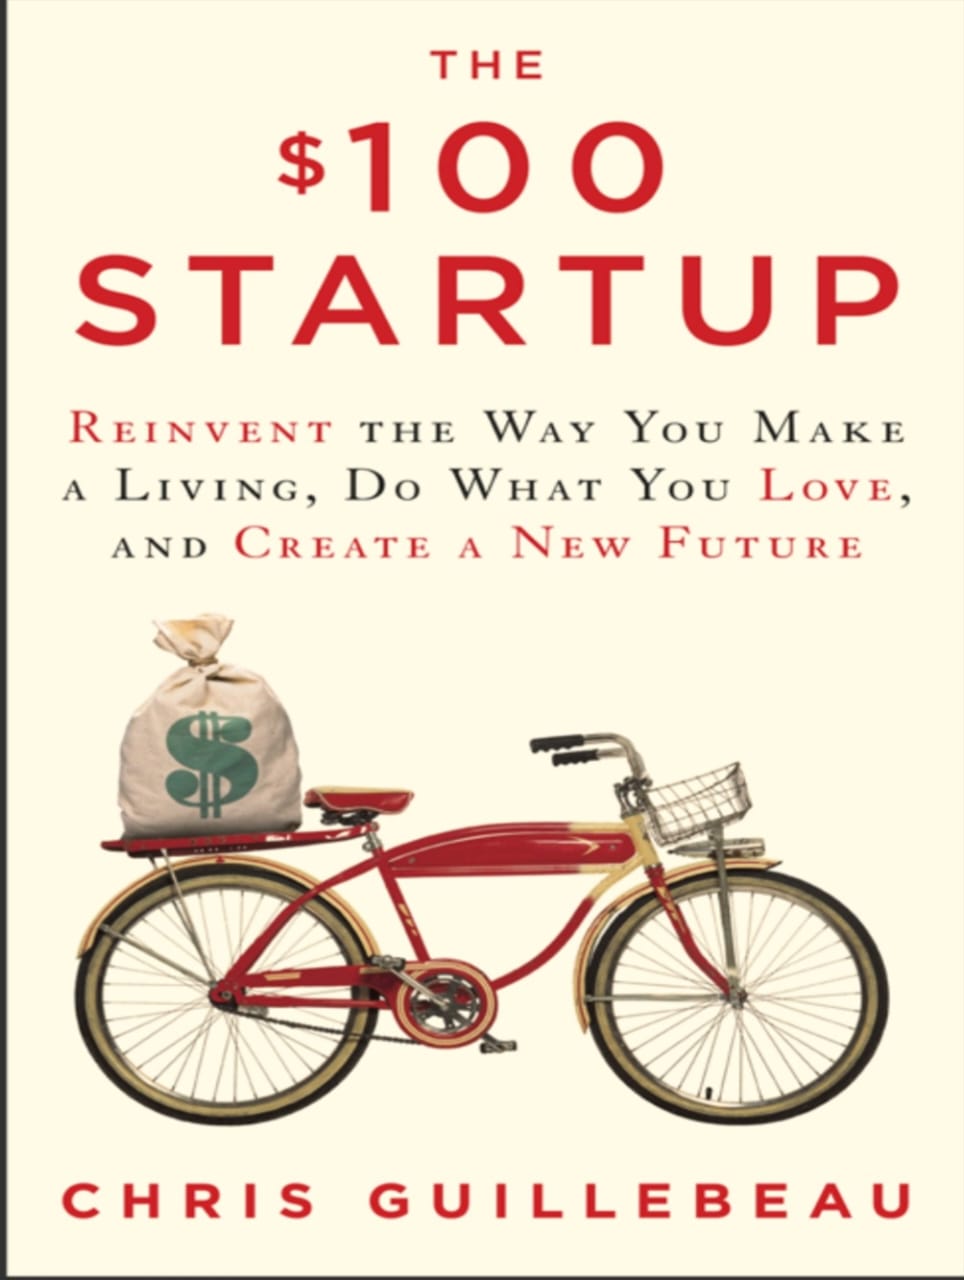 THE
$100
STARTUP
REINVENT THE WAY YOU MAKE
A LIVING, DO WHAT YOU LOVE,
AND CREATE A NEW FUTURE
$
CHRIS GUILLEBEAU